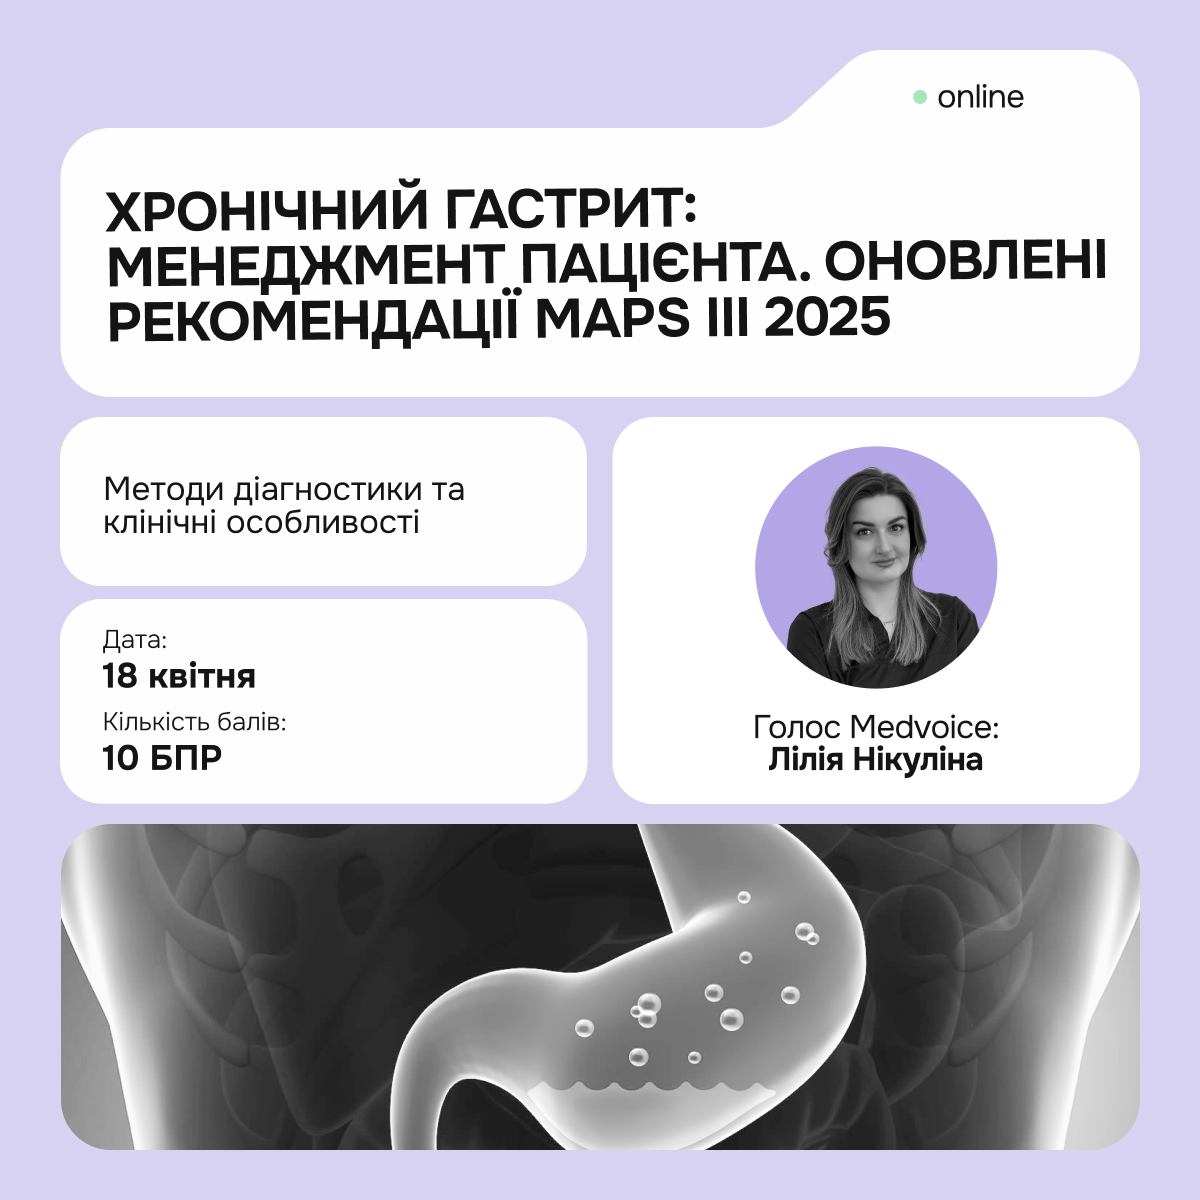 online
ХРОНІЧНИЙ ГАСТРИТ:
МЕНЕДЖМЕНТ ПАЦІЄНТА. ОНОВЛЕНІ
РЕКОМЕНДАЦІЇ MAPS III 2025
Методи діагностики та
клінічні особливості
Дата:
18 квітня
Кількість балів:
10 БПР
Голос Medvoice:
Лілія Нікуліна